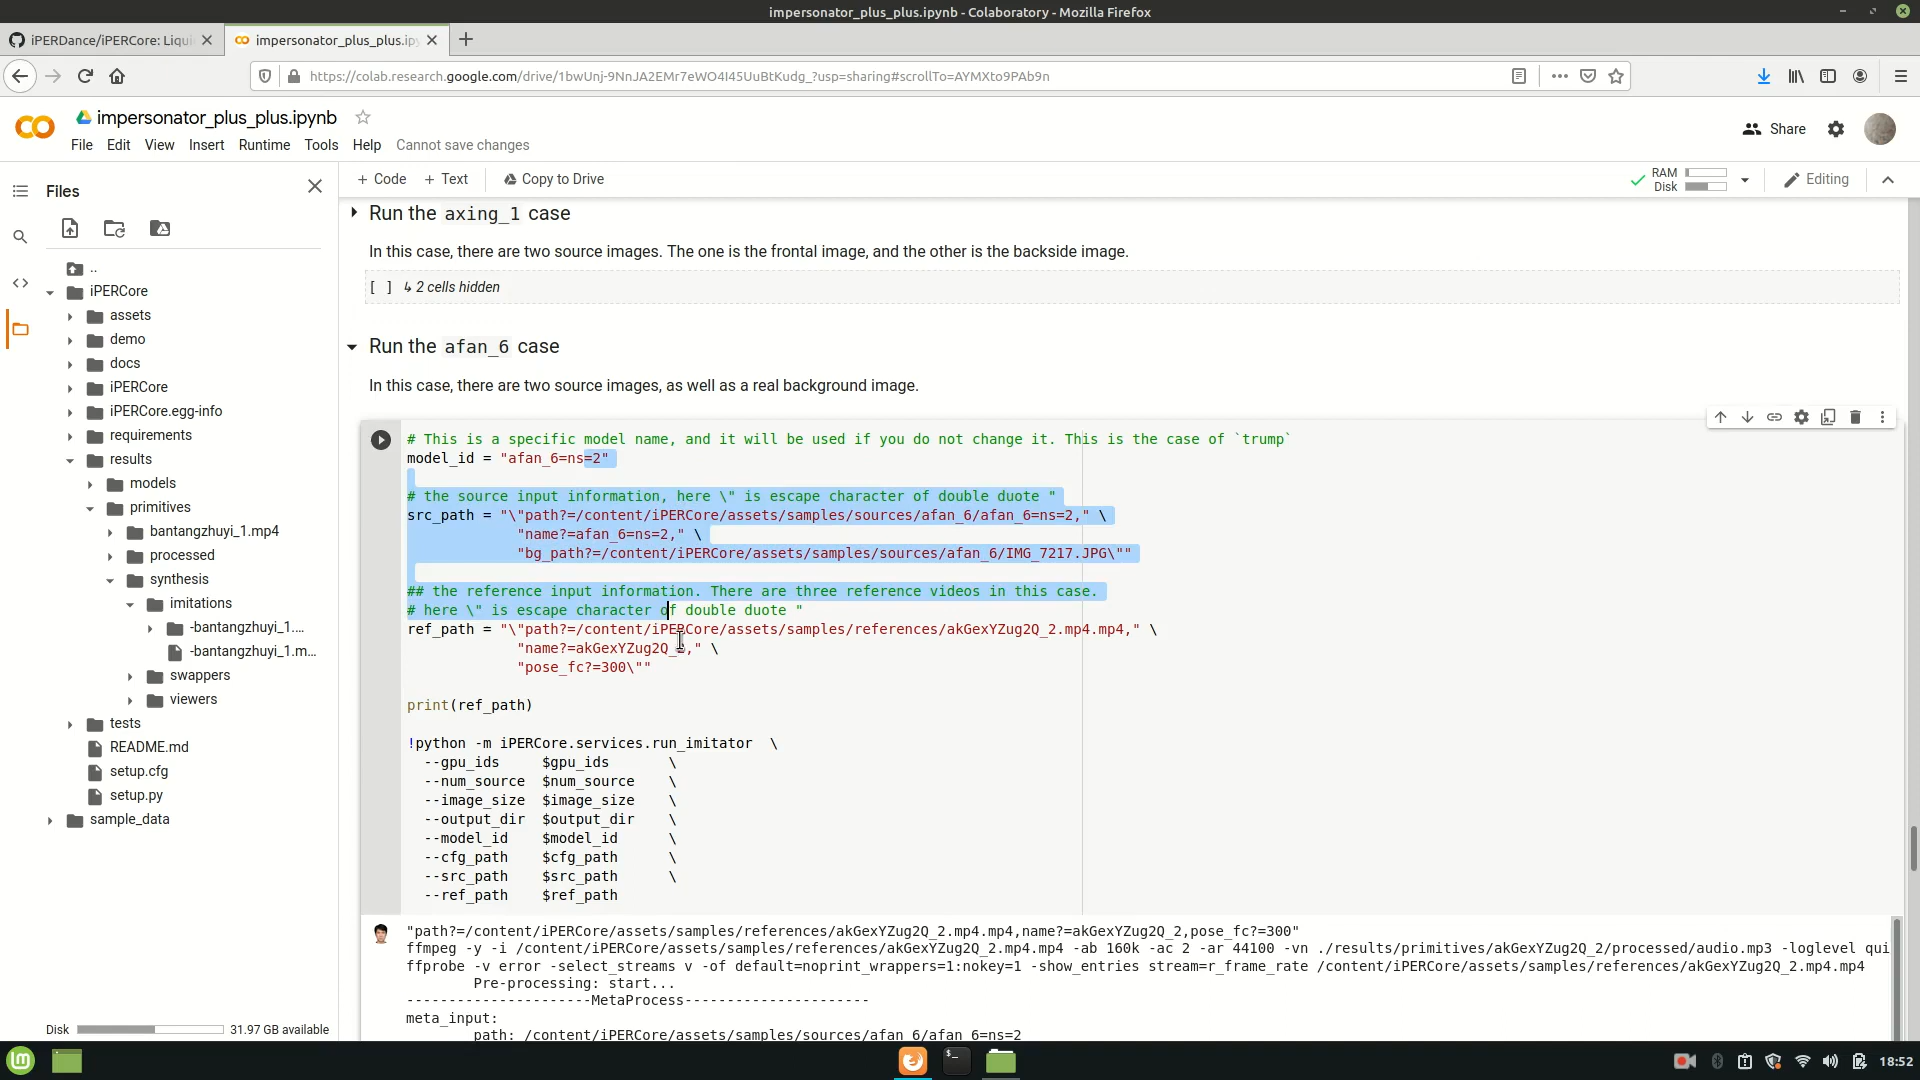 impersonator_plus_plus.ipynb - Colaboratory - Mozilla Firefox
iPERDance/iPERCore: Liqui
impersonator_plus_plus.ip
https://colab.research.google.com/drive/1bwUnj-9NnJA2EMr7eWO4I45UuBtKudg_?usp=sharing#scrollTo=AYMXto9PAb9n
impersonator_plus_plus.ipynb
Share
File Edit View Insert Runtime Tools Help Cannot save changes
Files
+ Code + Text Copy to Drive
RAM
Disk
Editing
..
iPERCore
assets
demo
docs
iPERCore
iPERCore.egg-info
requirements
results
models
primitives
bantangzhuyi_1.mp4
processed
synthesis
imitations
-bantangzhuyi_1....
-bantangzhuyi_1.m...
swappers
viewers
tests
README.md
setup.cfg
setup.py
sample_data
Disk 31.97 GB available
Run the axing_1 case
In this case, there are two source images. The one is the frontal image, and the other is the backside image.
[ ] ↳ 2 cells hidden
Run the afan_6 case
In this case, there are two source images, as well as a real background image.
# This is a specific model name, and it will be used if you do not change it. This is the case of `trump`
model_id = "afan_6=ns=2"
# the source input information, here \" is escape character of double duote "
src_path = "\"path?=/content/iPERCore/assets/samples/sources/afan_6/afan_6=ns=2," \
"name?=afan_6=ns=2," \
"bg_path?=/content/iPERCore/assets/samples/sources/afan_6/IMG_7217.JPG\""
## the reference input information. There are three reference videos in this case.
# here \" is escape character of double duote "
ref_path = "\"path?=/content/iPERCore/assets/samples/references/akGexYZug2Q_2.mp4.mp4," \
"name?=akGexYZug2Q_2," \
"pose_fc?=300\""
print(ref_path)
!python -m iPERCore.services.run_imitator \
--gpu_ids $gpu_ids \
--num_source $num_source \
--image_size $image_size \
--output_dir $output_dir \
--model_id $model_id \
--cfg_path $cfg_path \
--src_path $src_path \
--ref_path $ref_path
"path?=/content/iPERCore/assets/samples/references/akGexYZug2Q_2.mp4.mp4,name?=akGexYZug2Q_2,pose_fc?=300"
ffmpeg -y -i /content/iPERCore/assets/samples/references/akGexYZug2Q_2.mp4.mp4 -ab 160k -ac 2 -ar 44100 -vn ./results/primitives/akGexYZug2Q_2/processed/audio.mp3 -loglevel qui
ffprobe -v error -select_streams v -of default=noprint_wrappers=1:nokey=1 -show_entries stream=r_frame_rate /content/iPERCore/assets/samples/references/akGexYZug2Q_2.mp4.mp4
Pre-processing: start...
----------------------MetaProcess----------------------
meta_input:
path: /content/iPERCore/assets/samples/sources/afan_6/afan_6=ns=2
18:52